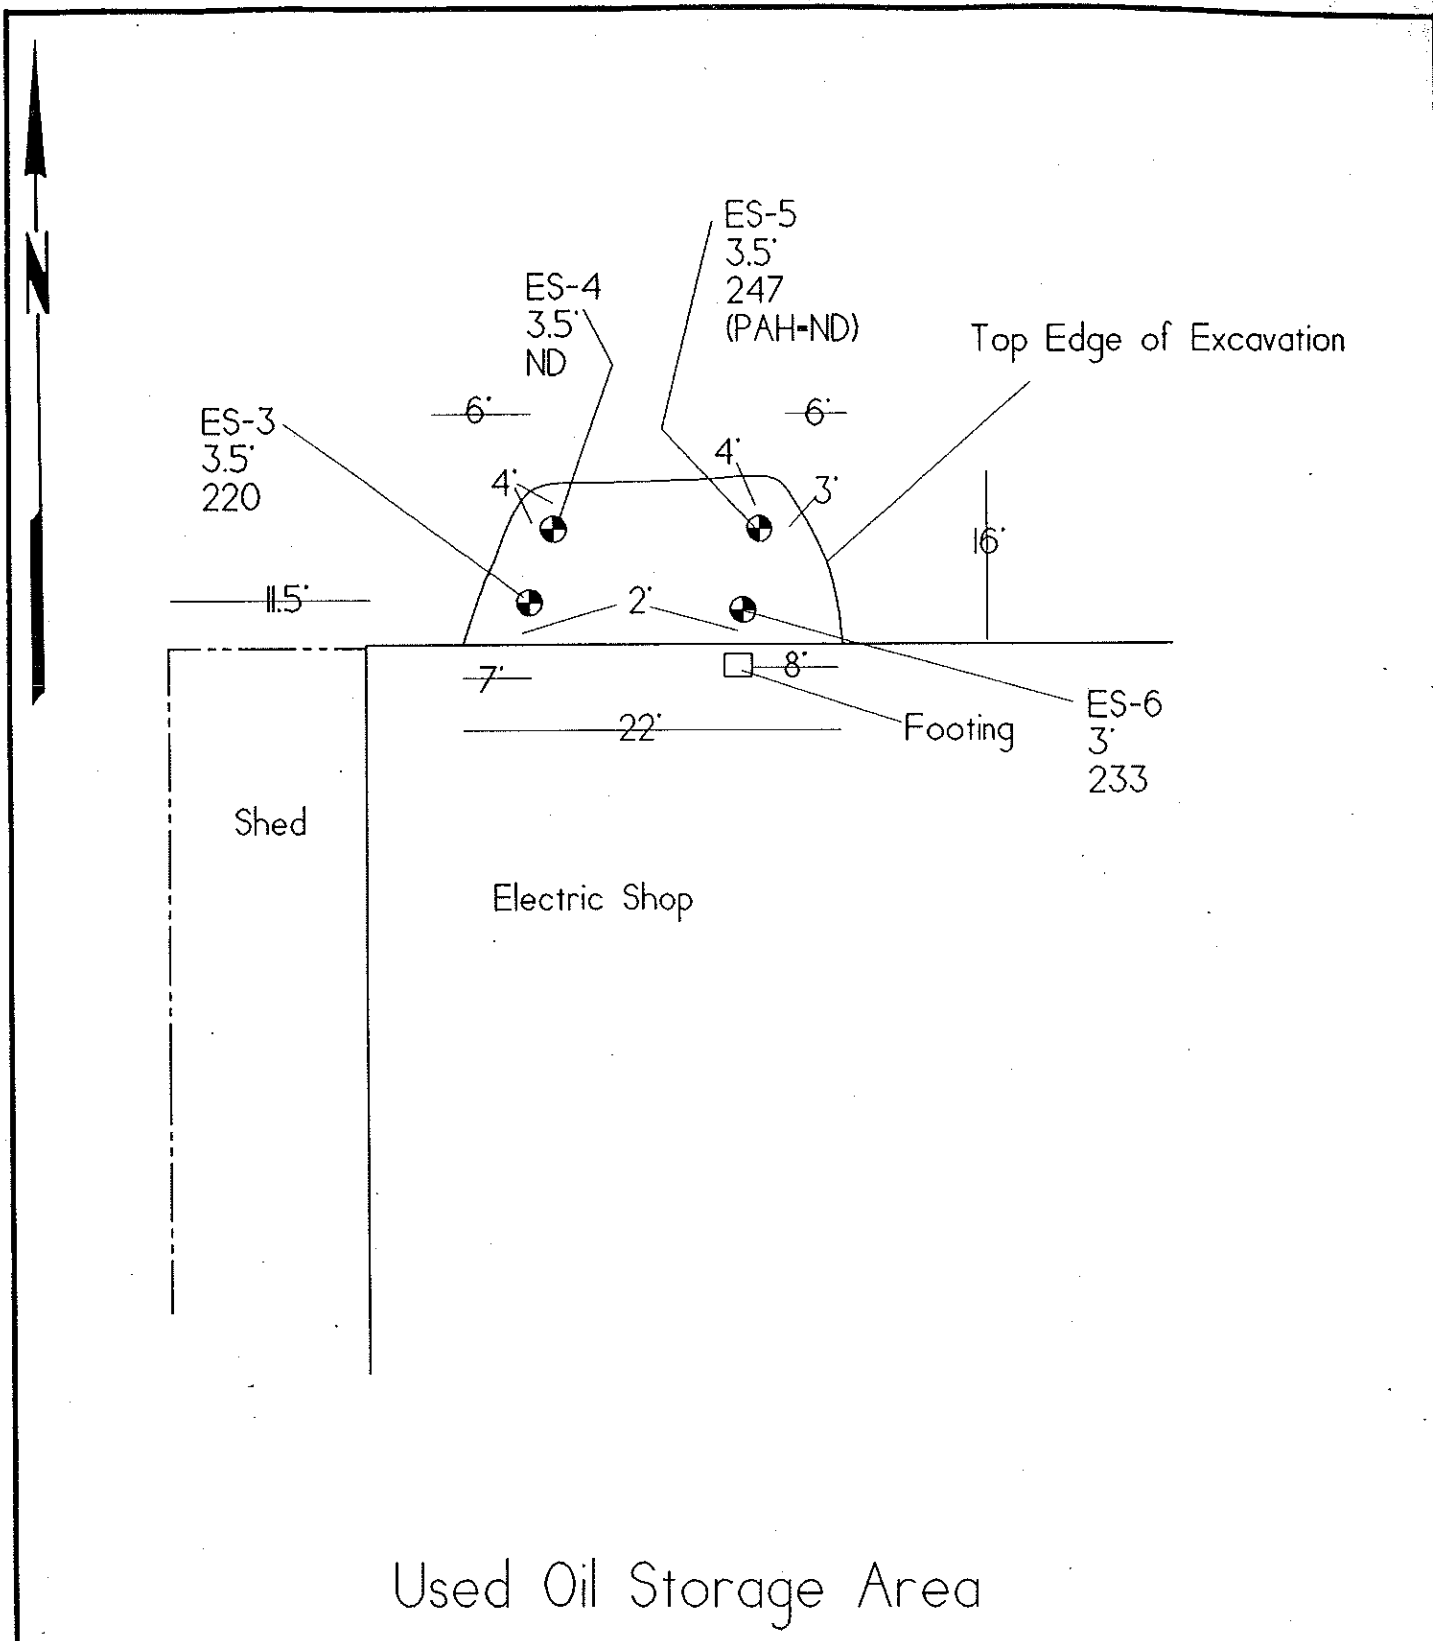 N
ES-5
3.5'
247
(PAH=ND)
ES-4
3.5'
ND
Top Edge of Excavation
6'
6'
ES-3
3.5'
220
4'
4'
3'
16'
11.5'
2'
7'
8'
22'
Footing
ES-6
3'
233
Shed
Electric Shop
Used Oil Storage Area